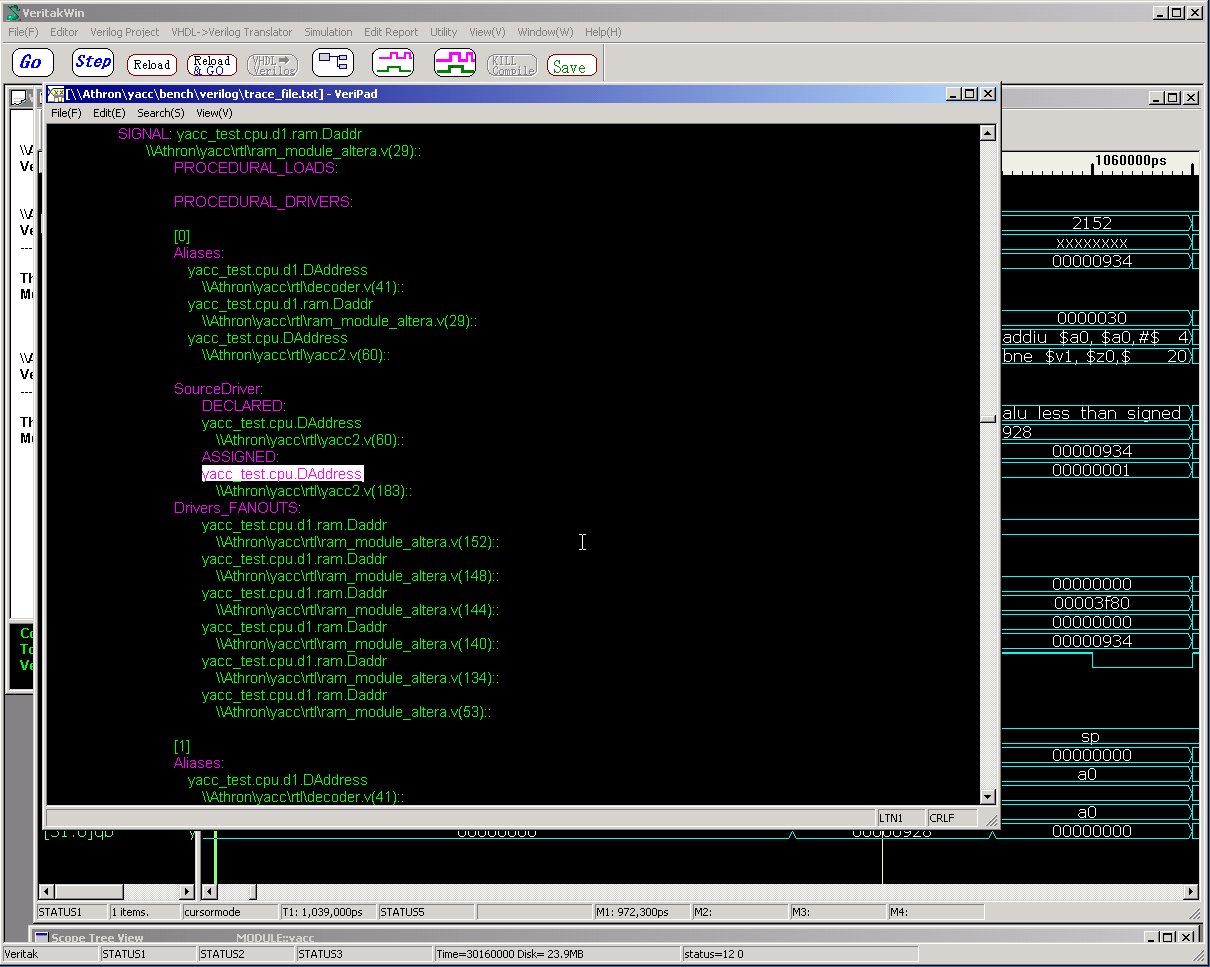 VeritakWin
File(F) Editor Verilog Project VHDL->Verilog Translator Simulation Edit Report Utility View(V) Window(W) Help(H)
Go Step Reload Reload & GO VHDL Verilog KILL Compile Save
[\\Athron\yacc\bench\verilog\trace_file.txt] - VeriPad
File(F) Edit(E) Search(S) View(V)
SIGNAL: yacc_test.cpu.d1.ram.Daddr
\\Athron\yacc\rtl\ram_module_altera.v(29)::
PROCEDURAL_LOADS:
PROCEDURAL_DRIVERS:
[0]
Aliases:
yacc_test.cpu.d1.DAddress
\\Athron\yacc\rtl\decoder.v(41)::
yacc_test.cpu.d1.ram.Daddr
\\Athron\yacc\rtl\ram_module_altera.v(29)::
yacc_test.cpu.DAddress
\\Athron\yacc\rtl\yacc2.v(60)::
SourceDriver:
DECLARED:
yacc_test.cpu.DAddress
\\Athron\yacc\rtl\yacc2.v(60)::
ASSIGNED:
yacc_test.cpu.DAddress
\\Athron\yacc\rtl\yacc2.v(183)::
Drivers_FANOUTS:
yacc_test.cpu.d1.ram.Daddr
\\Athron\yacc\rtl\ram_module_altera.v(152)::
yacc_test.cpu.d1.ram.Daddr
\\Athron\yacc\rtl\ram_module_altera.v(148)::
yacc_test.cpu.d1.ram.Daddr
\\Athron\yacc\rtl\ram_module_altera.v(144)::
yacc_test.cpu.d1.ram.Daddr
\\Athron\yacc\rtl\ram_module_altera.v(140)::
yacc_test.cpu.d1.ram.Daddr
\\Athron\yacc\rtl\ram_module_altera.v(134)::
yacc_test.cpu.d1.ram.Daddr
\\Athron\yacc\rtl\ram_module_altera.v(53)::
[1]
Aliases:
yacc_test.cpu.d1.DAddress
\\Athron\yacc\rtl\decoder.v(41)::
LTN1 CRLF
1060000ps
2152
xxxxxxxx
00000934
0000030
addiu $a0, $a0,#$ 4
bne $v1, $z0,$ 20
alu less than signed
928
00000934
00000001
00000000
00003f80
00000000
00000934
sp
00000000
a0
a0
[31:0]qb 00000000 00000928 00000000
STATUS1 1 items. cursormode T1: 1,039,000ps STATUS5 M1: 972,300ps M2: M3: M4:
Scope Tree View MODULE::yacc
Veritak STATUS1 STATUS2 STATUS3 Time=30160000 Disk= 23.9MB status=12 0